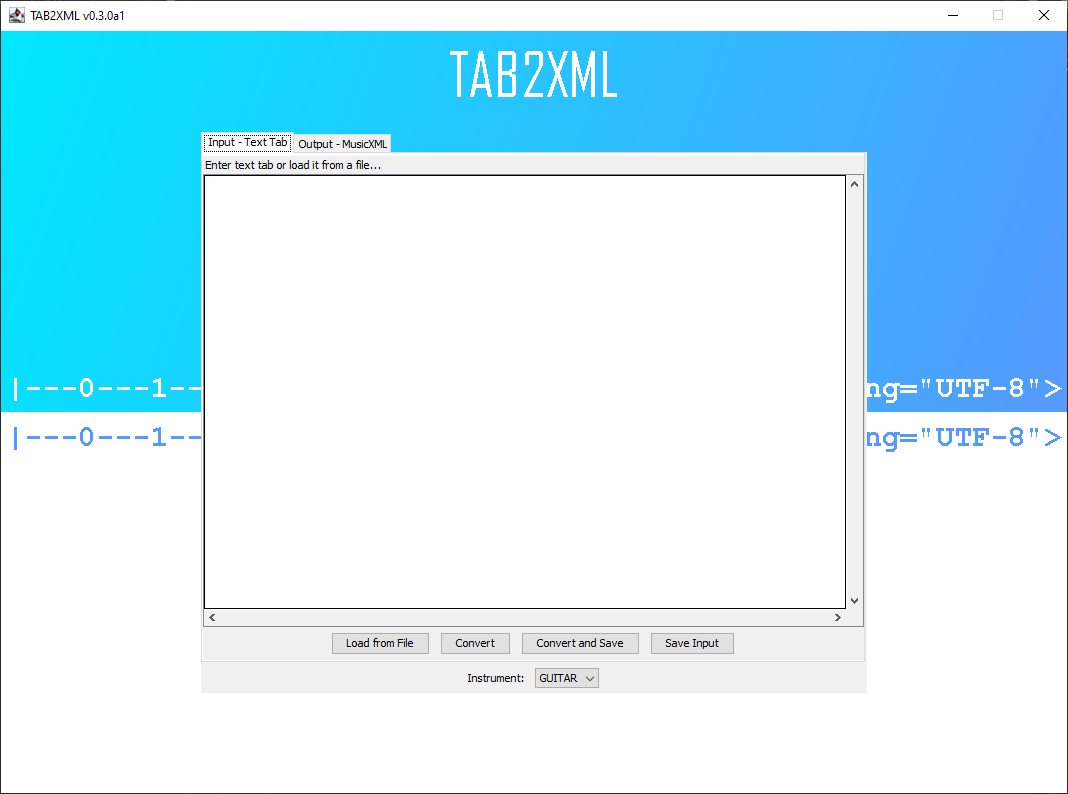 TAB2XML v0.3.0a1
TAB2XML
Input - Text Tab Output - MusicXML
Enter text tab or load it from a file...
|---0---1-- ng="UTF-8">
|---0---1-- ng="UTF-8">
Load from File Convert Convert and Save Save Input
Instrument: GUITAR